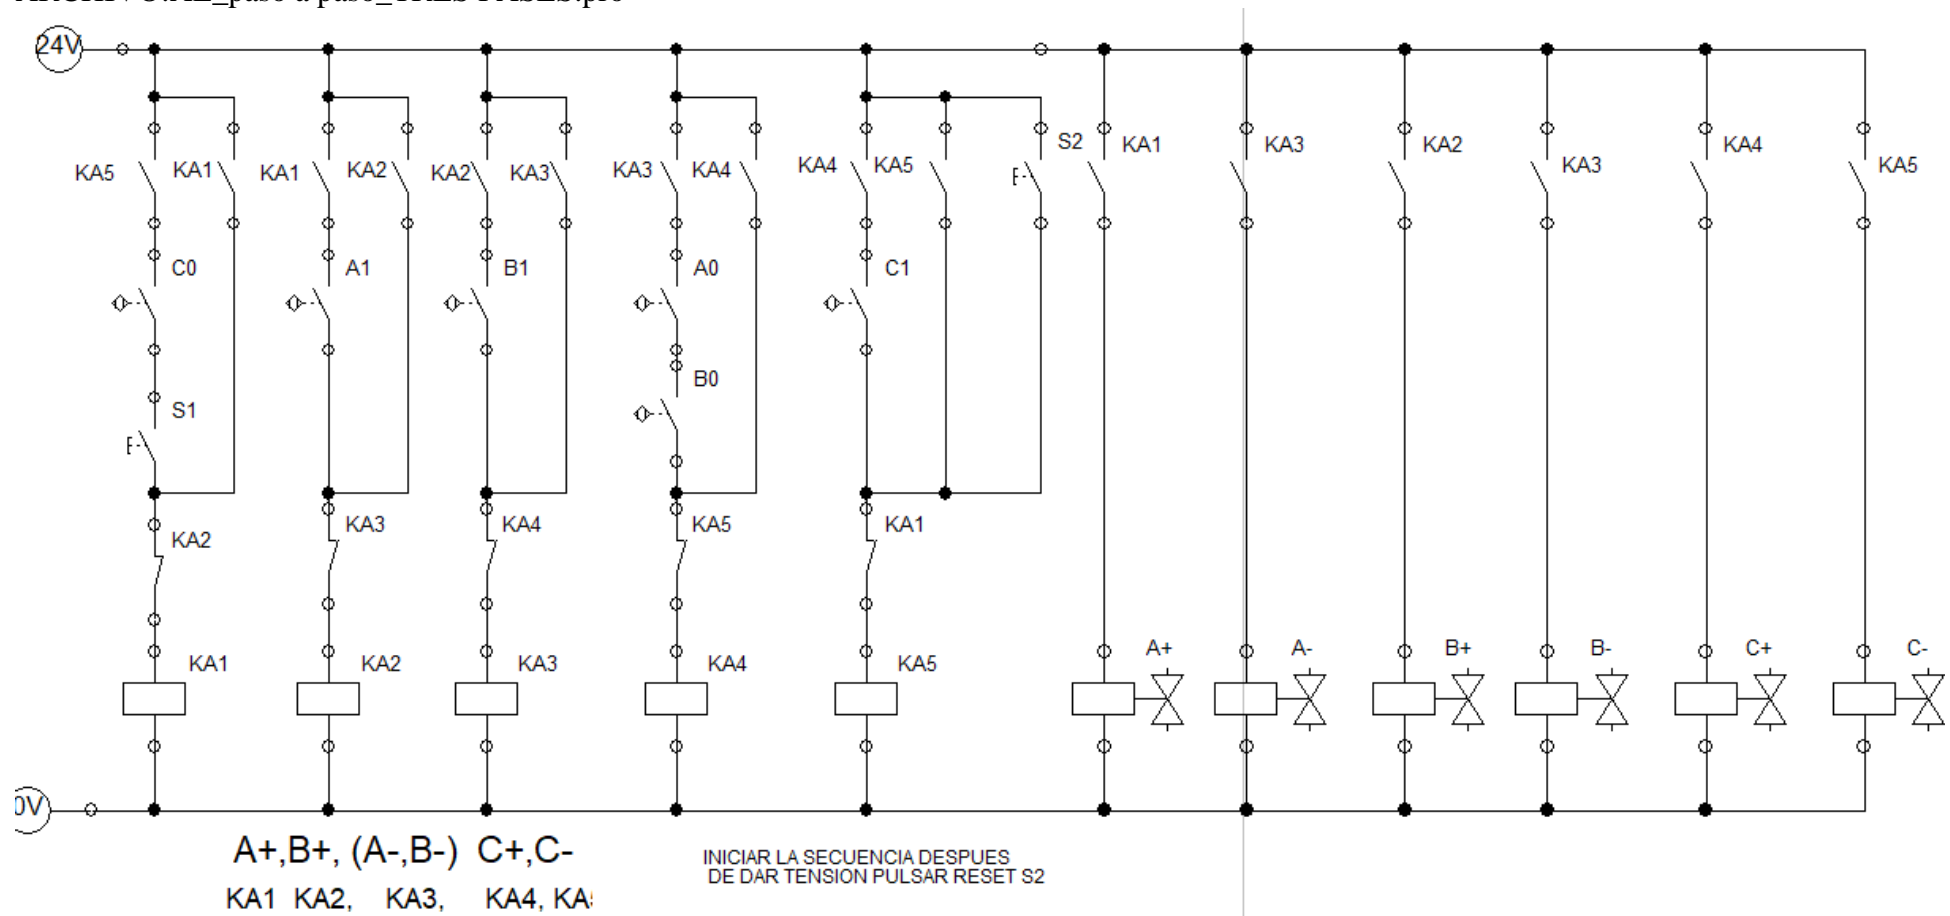 24V
KA5 KA1 KA1 KA2 KA2 KA3 KA3 KA4 KA4 KA5 S2 KA1 KA3 KA2 KA3 KA4 KA5
C0 A1 B1 A0 C1
B0
S1
KA2 KA3 KA4 KA5 KA1
KA1 KA2 KA3 KA4 KA5 A+ A- B+ B- C+ C-
0V
A+,B+, (A-,B-) C+,C-
KA1 KA2, KA3, KA4,
INICIAR LA SECUENCIA DESPUES
DE DAR TENSION PULSAR RESET S2